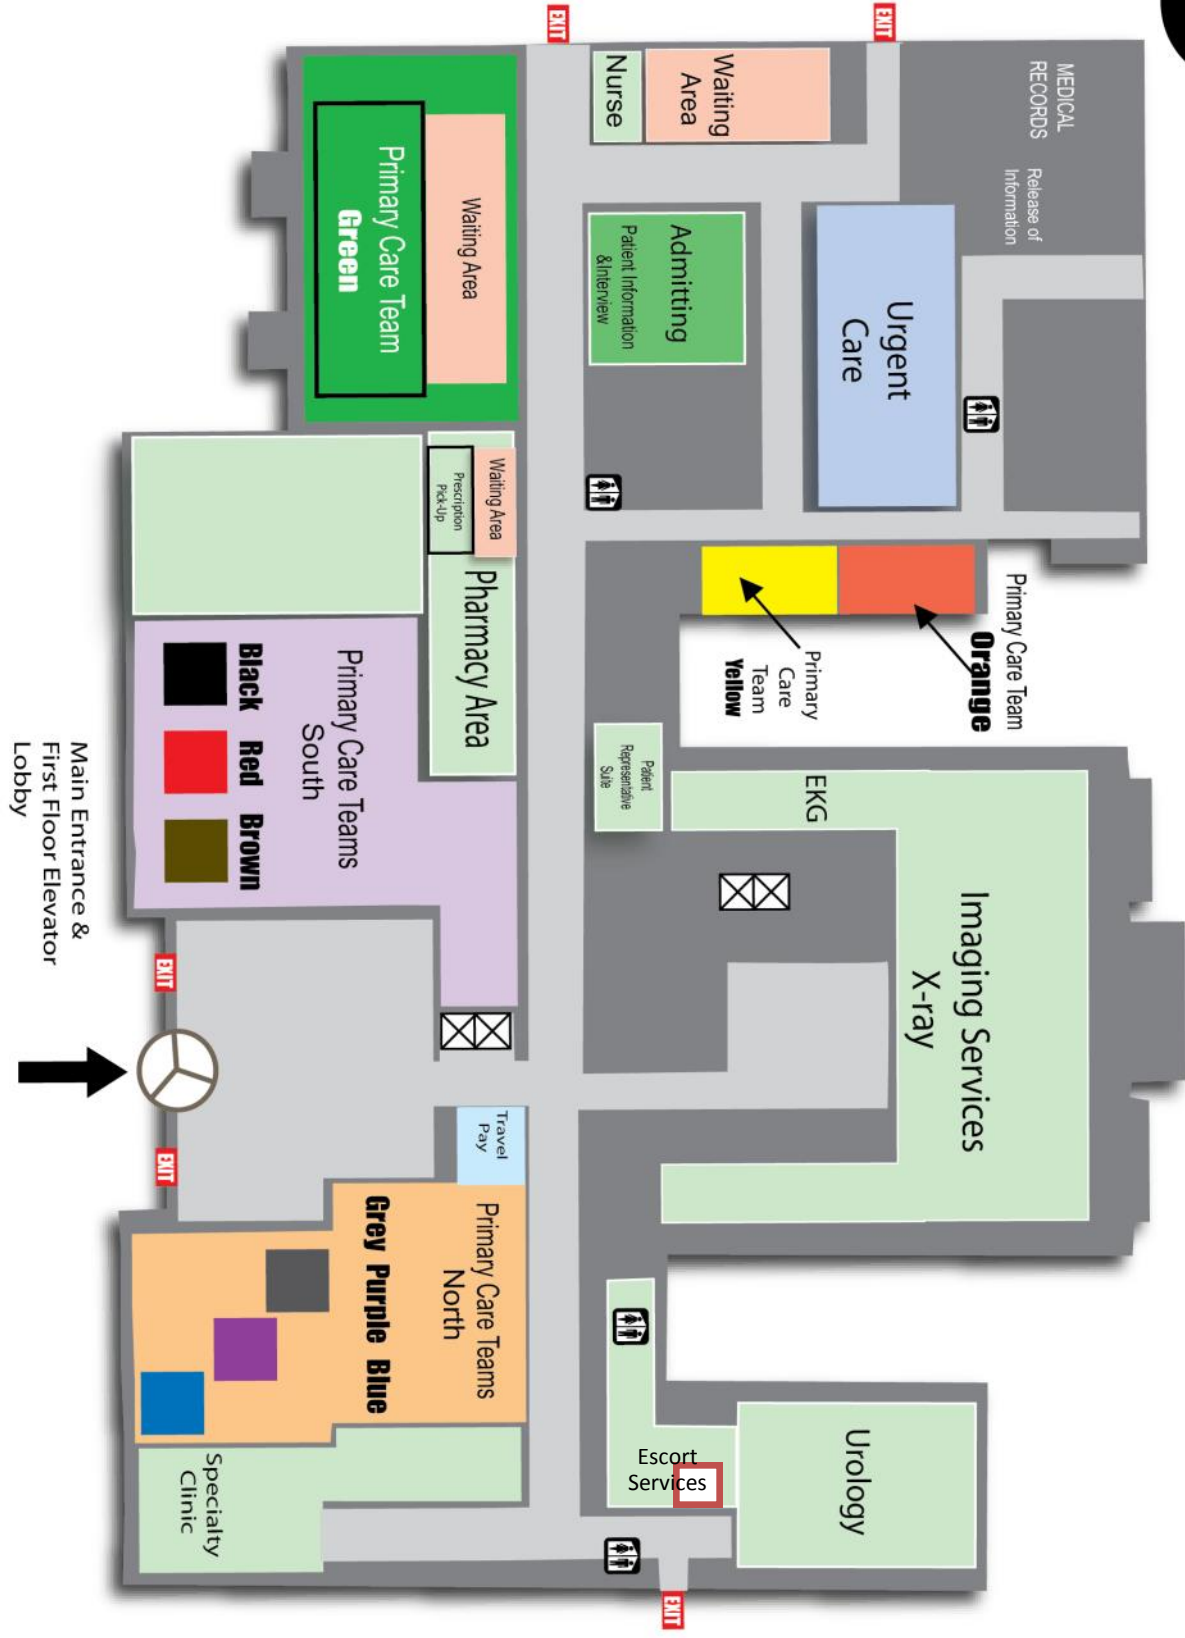 EXIT
EXIT
MEDICAL
RECORDS
Release of
Information
Waiting
Area
Nurse
Primary Care Team
Green
Waiting Area
Admitting
Patient Information
&Interview
Urgent
Care
Waiting Area
Prescription
Pick-Up
Pharmacy Area
Primary Care Team
Orange
Primary
Care
Team
Yellow
Primary Care Teams
South
Black Red Brown
Patient
Representative
Suite
EKG
Imaging Services
X-ray
Main Entrance &
First Floor Elevator
Lobby
EXIT
EXIT
Travel
Pay
Primary Care Teams
North
Grey Purple Blue
Specialty
Clinic
Escort
Services
Urology
EXIT